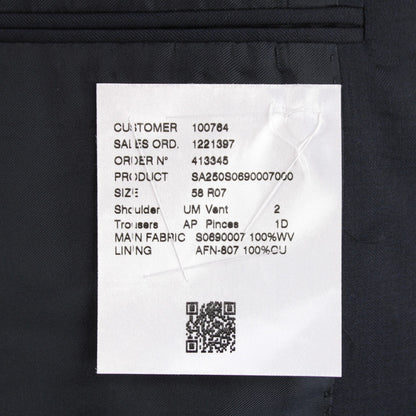 CUSTOMER 100764
SALES ORD. 1221397
ORDER N° 413345
PRODUCT SA250S0690007000
SIZE 58 R07
Shoulder UM Vent 2
Trousers AP Pinces 1D
MAIN FABRIC S0690007 100%WV
LINING AFN-807 100%CU